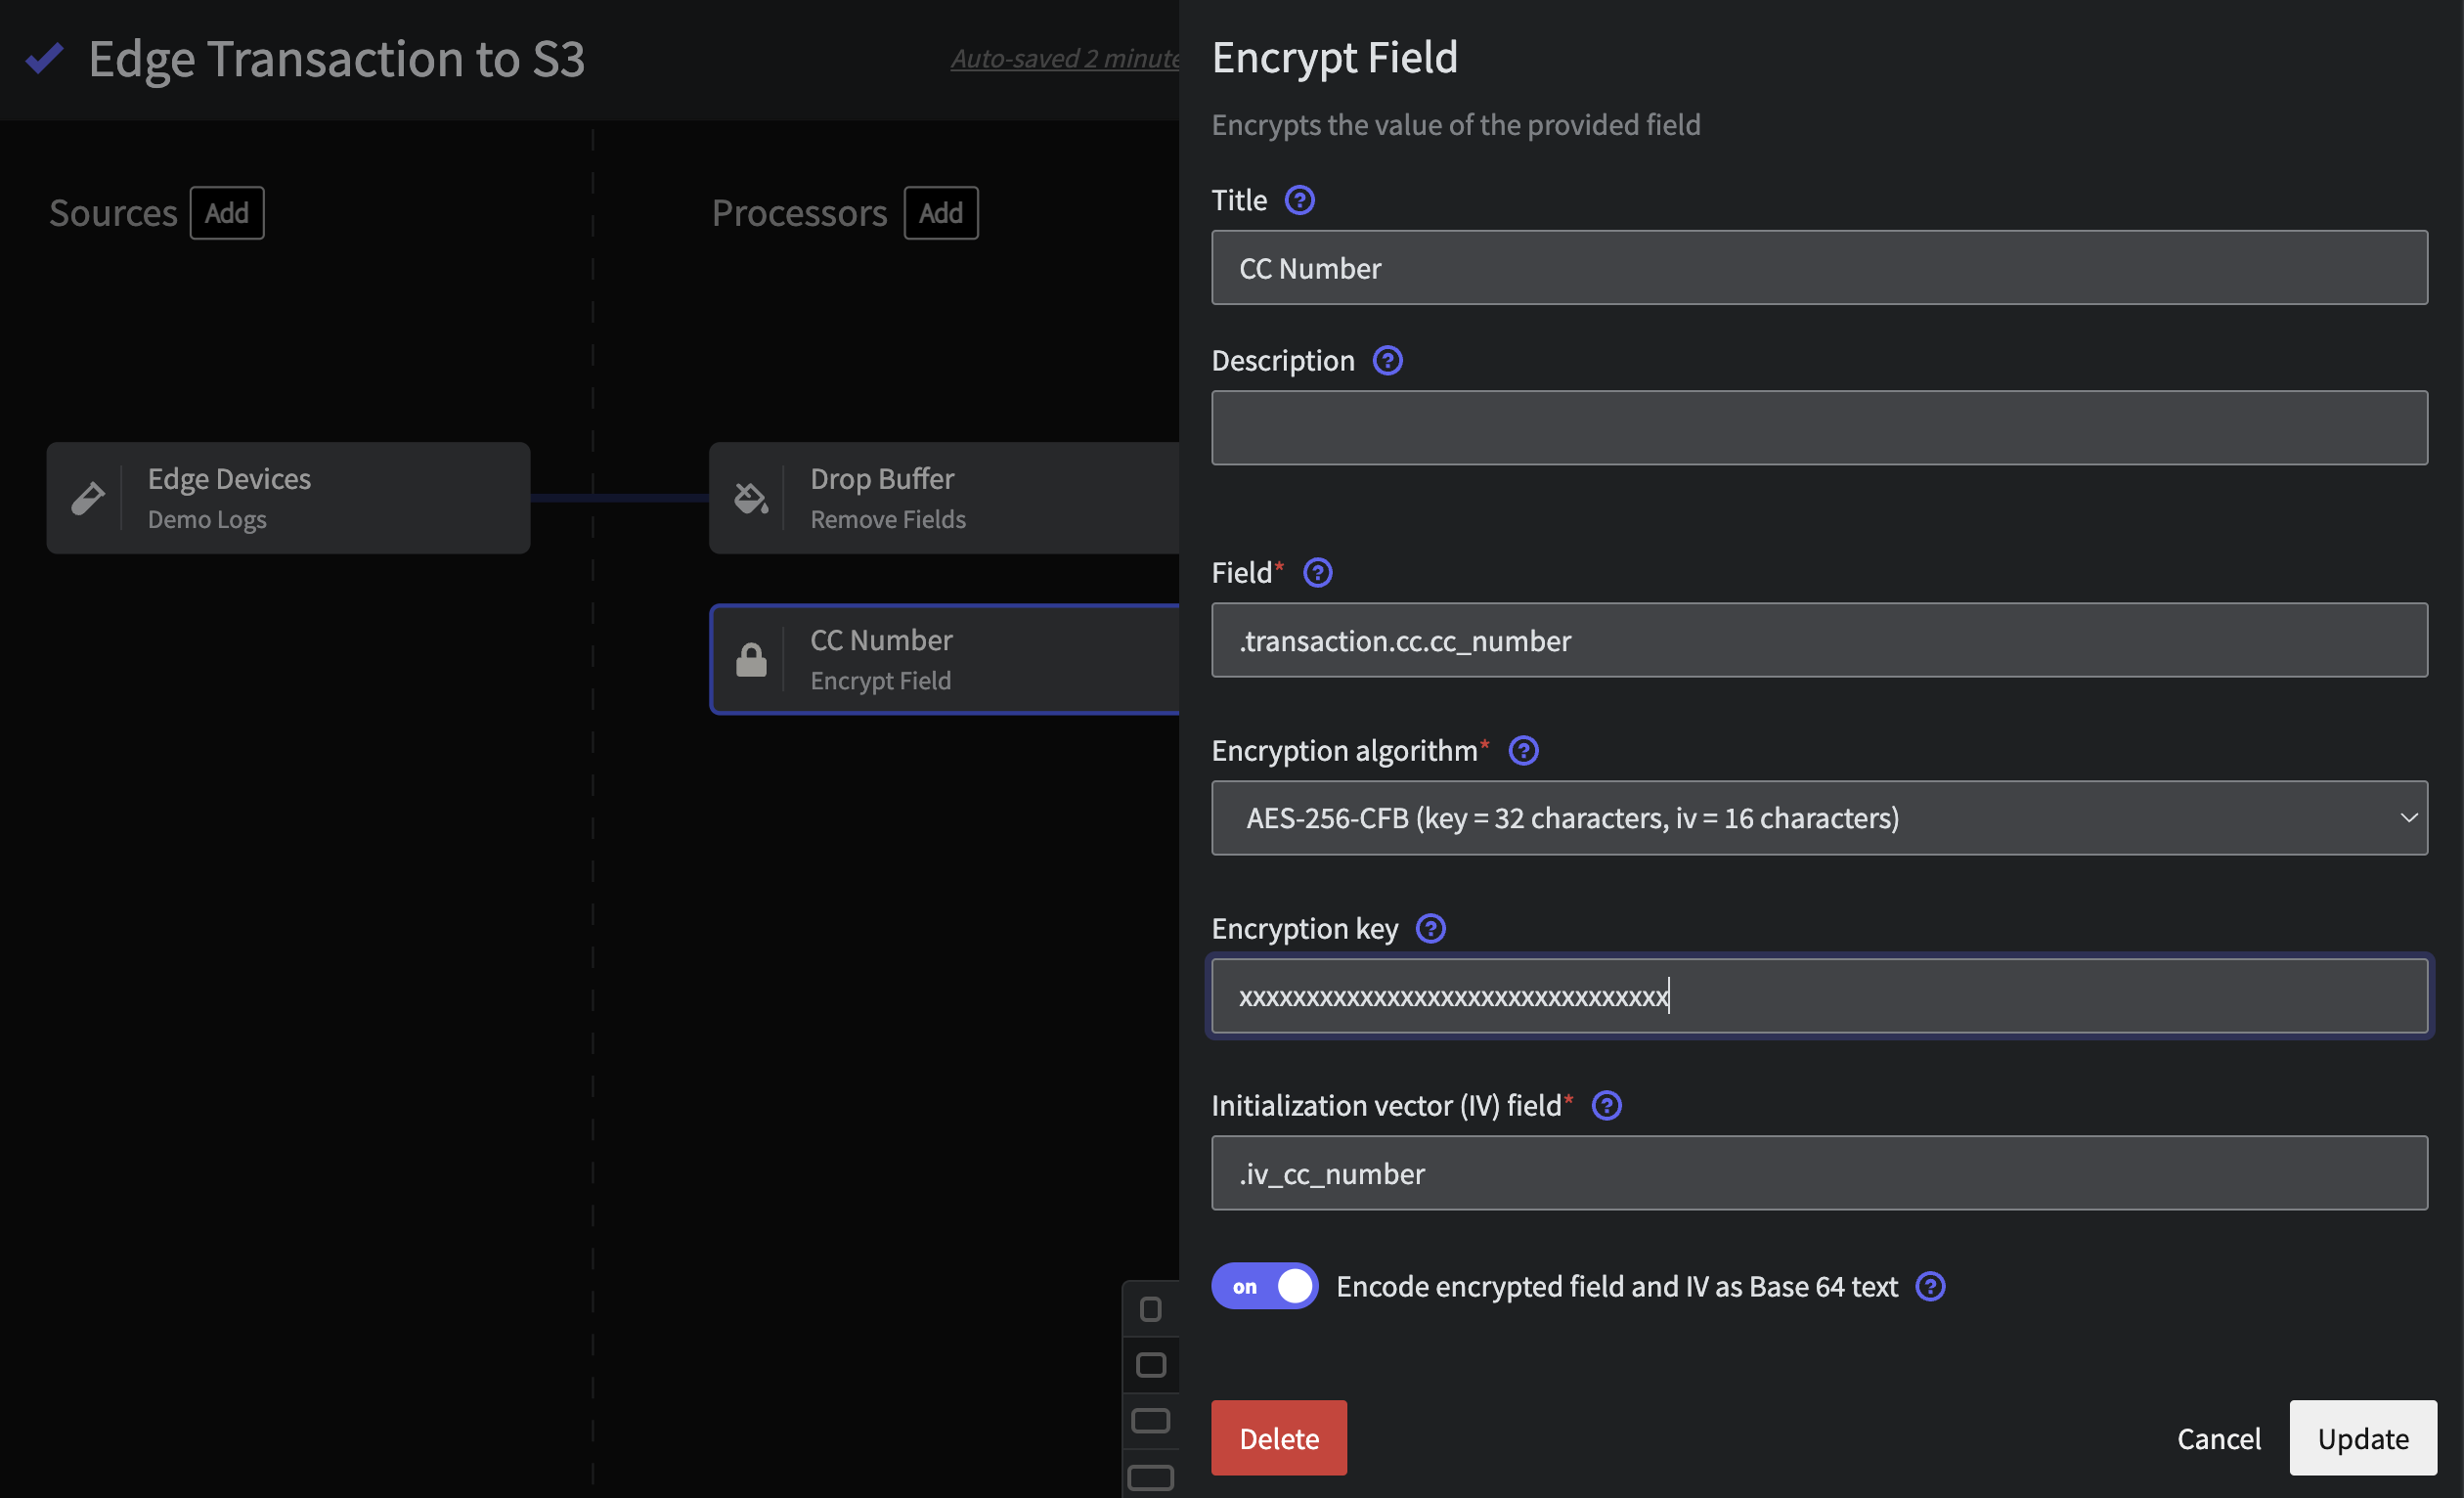 Edge Transaction to S3
Auto-saved 2 minute
Sources
Add
Processors
Add
Edge Devices
Demo Logs
Drop Buffer
Remove Fields
CC Number
Encrypt Field
Encrypt Field
Encrypts the value of the provided field
Title
CC Number
Description
Field*
.transaction.cc.cc_number
Encryption algorithm*
AES-256-CFB (key = 32 characters, iv = 16 characters)
Encryption key
xxxxxxxxxxxxxxxxxxxxxxxxxxxxxxxx
Initialization vector (IV) field*
.iv_cc_number
on
Encode encrypted field and IV as Base 64 text
Delete
Cancel
Update